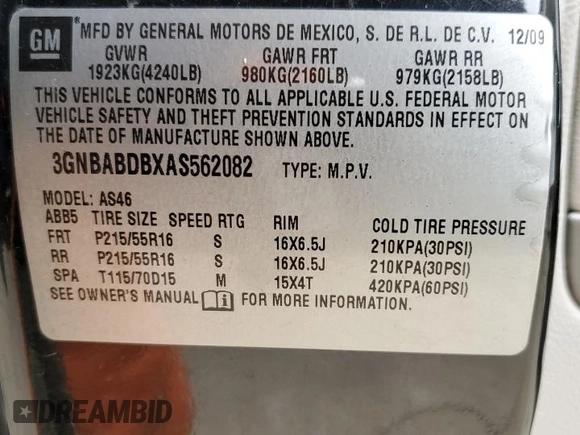 GM® MFD BY GENERAL MOTORS DE MEXICO, S. DE R.L. DE C.V. 12/09
GVWR GAWR FRT GAWR RR
1923KG(4240LB) 980KG(2160LB) 979KG(2158LB)
THIS VEHICLE CONFORMS TO ALL APPLICABLE U.S. FEDERAL MOTOR
VEHICLE SAFETY AND THEFT PREVENTION STANDARDS IN EFFECT ON
THE DATE OF MANUFACTURE SHOWN ABOVE.
3GNBABDBXAS562082 TYPE: M.P.V.
MODEL: AS46
ABB5 TIRE SIZE SPEED RTG RIM COLD TIRE PRESSURE
FRT P215/55R16 S 16X6.5J 210KPA(30PSI)
RR P215/55R16 S 16X6.5J 210KPA(30PSI)
SPA T115/70D15 M 15X4T 420KPA(60PSI)
SEE OWNER'S MANUAL FOR MORE INFORMATION.
DREAMBID